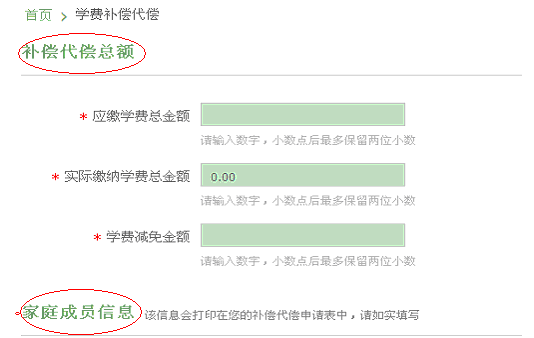 首页 > 学费补偿代偿
补偿代偿总额
* 应缴学费总金额
请输入数字，小数点后最多保留两位小数
* 实际缴纳学费总金额 0.00
请输入数字，小数点后最多保留两位小数
* 学费减免金额
请输入数字，小数点后最多保留两位小数
家庭成员信息 该信息会打印在您的补偿代偿申请表中，请如实填写